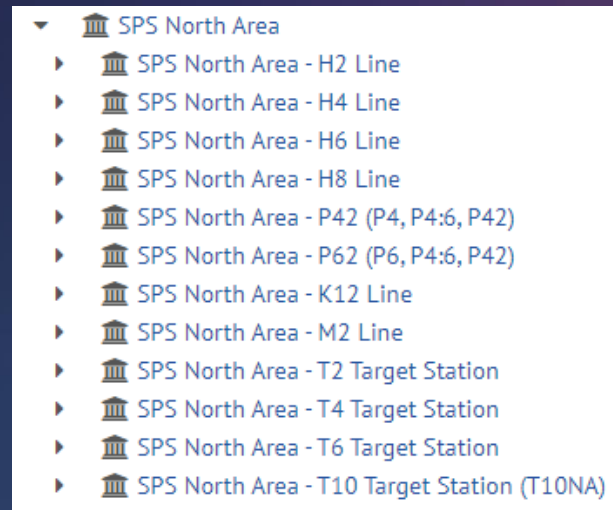 SPS North Area
SPS North Area - H2 Line
SPS North Area - H4 Line
SPS North Area - H6 Line
SPS North Area - H8 Line
SPS North Area - P42 (P4, P4:6, P42)
SPS North Area - P62 (P6, P4:6, P42)
SPS North Area - K12 Line
SPS North Area - M2 Line
SPS North Area - T2 Target Station
SPS North Area - T4 Target Station
SPS North Area - T6 Target Station
SPS North Area - T10 Target Station (T10NA)